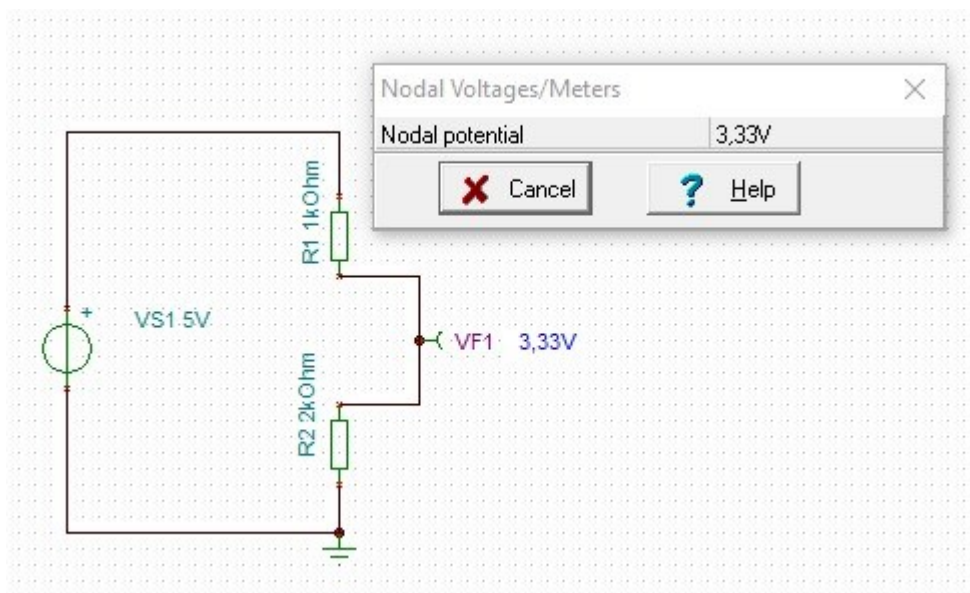 Nodal Voltages/Meters
Nodal potential 3,33V
Cancel Help
R1 1kOhm
+
VS1 5V
VF1 3,33V
R2 2kOhm